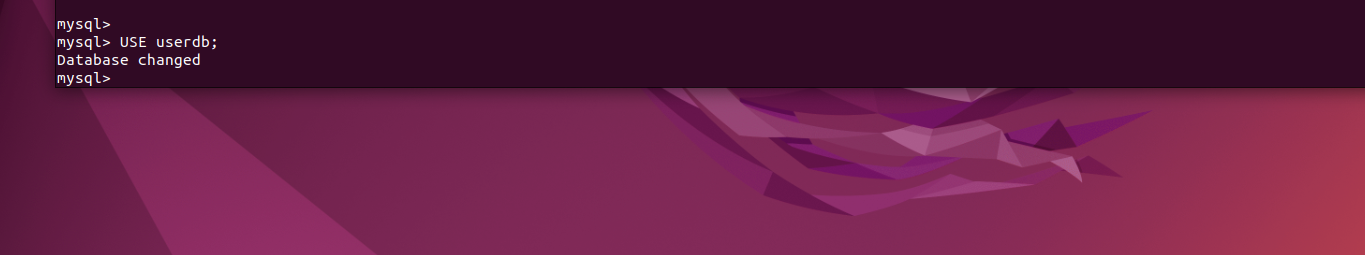 mysql>
mysql> USE userdb;
Database changed
mysql>